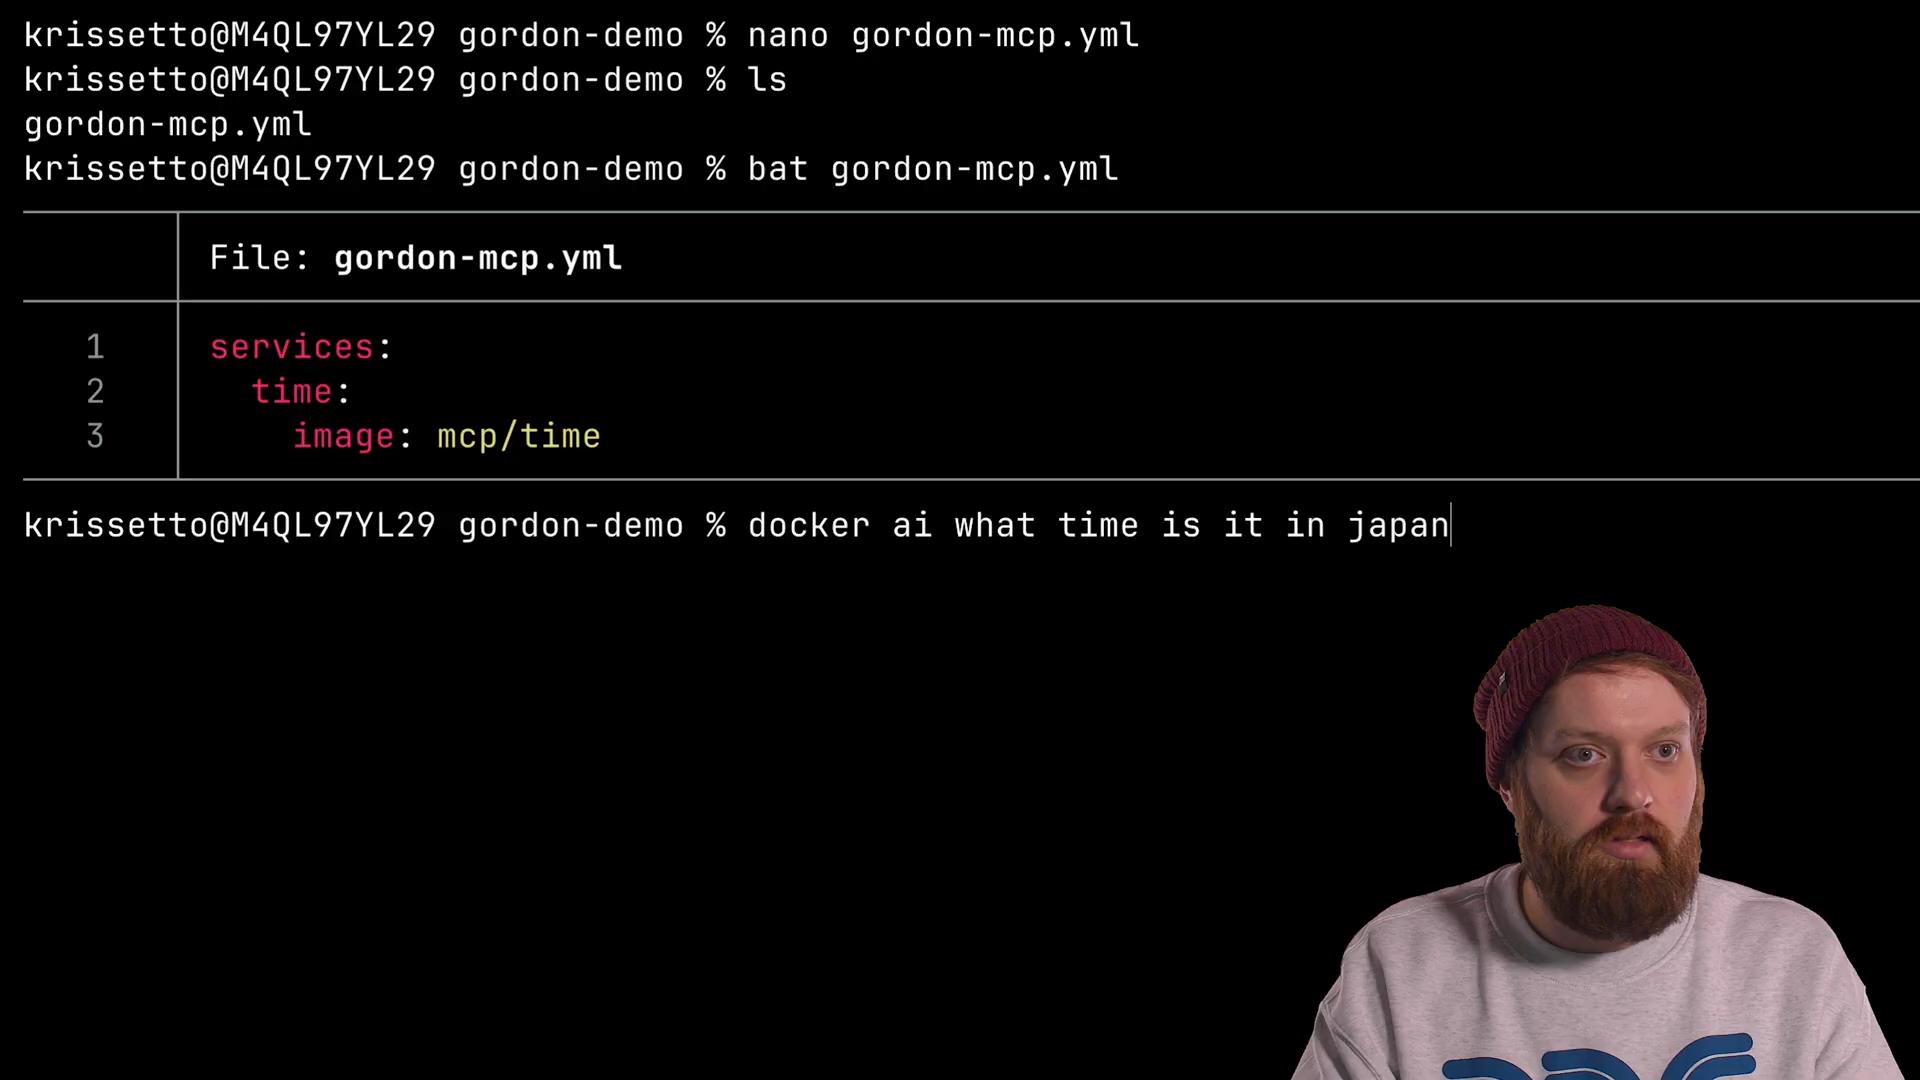 krissetto@M4QL97YL29 gordon-demo % nano gordon-mcp.yml
krissetto@M4QL97YL29 gordon-demo % ls
gordon-mcp.yml
krissetto@M4QL97YL29 gordon-demo % bat gordon-mcp.yml
File: gordon-mcp.yml
1 services:
2   time:
3     image: mcp/time
krissetto@M4QL97YL29 gordon-demo % docker ai what time is it in japan